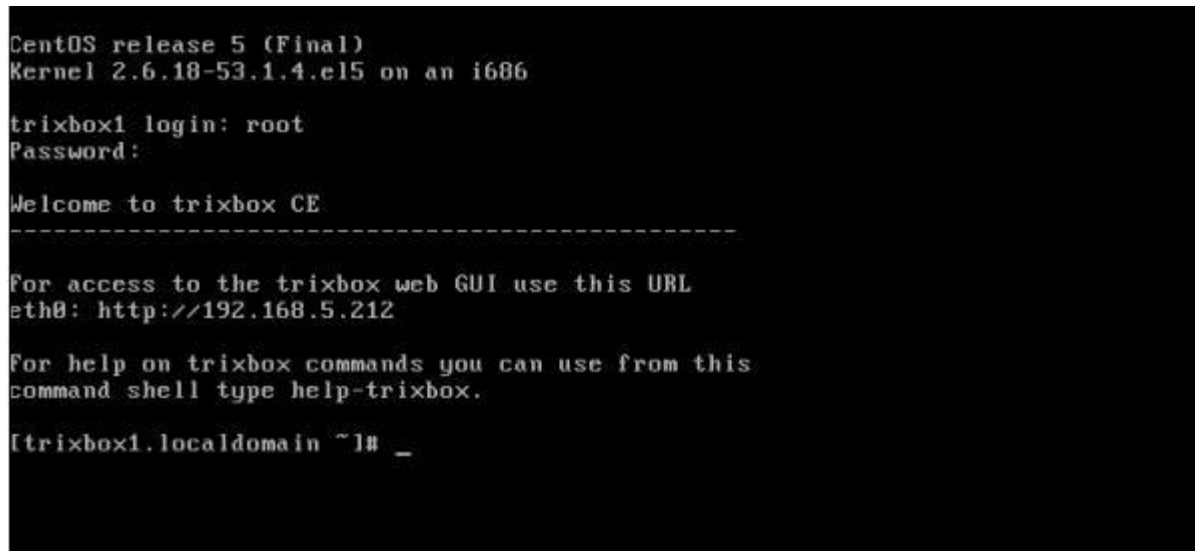 CentOS release 5 (Final)
Kernel 2.6.18-53.1.4.el5 on an i686
trixbox1 login: root
Password:
Welcome to trixbox CE
-------------------------------------------------
For access to the trixbox web GUI use this URL
eth0: http://192.168.5.212
For help on trixbox commands you can use from this
command shell type help-trixbox.
[trixbox1.localdomain ~]# _